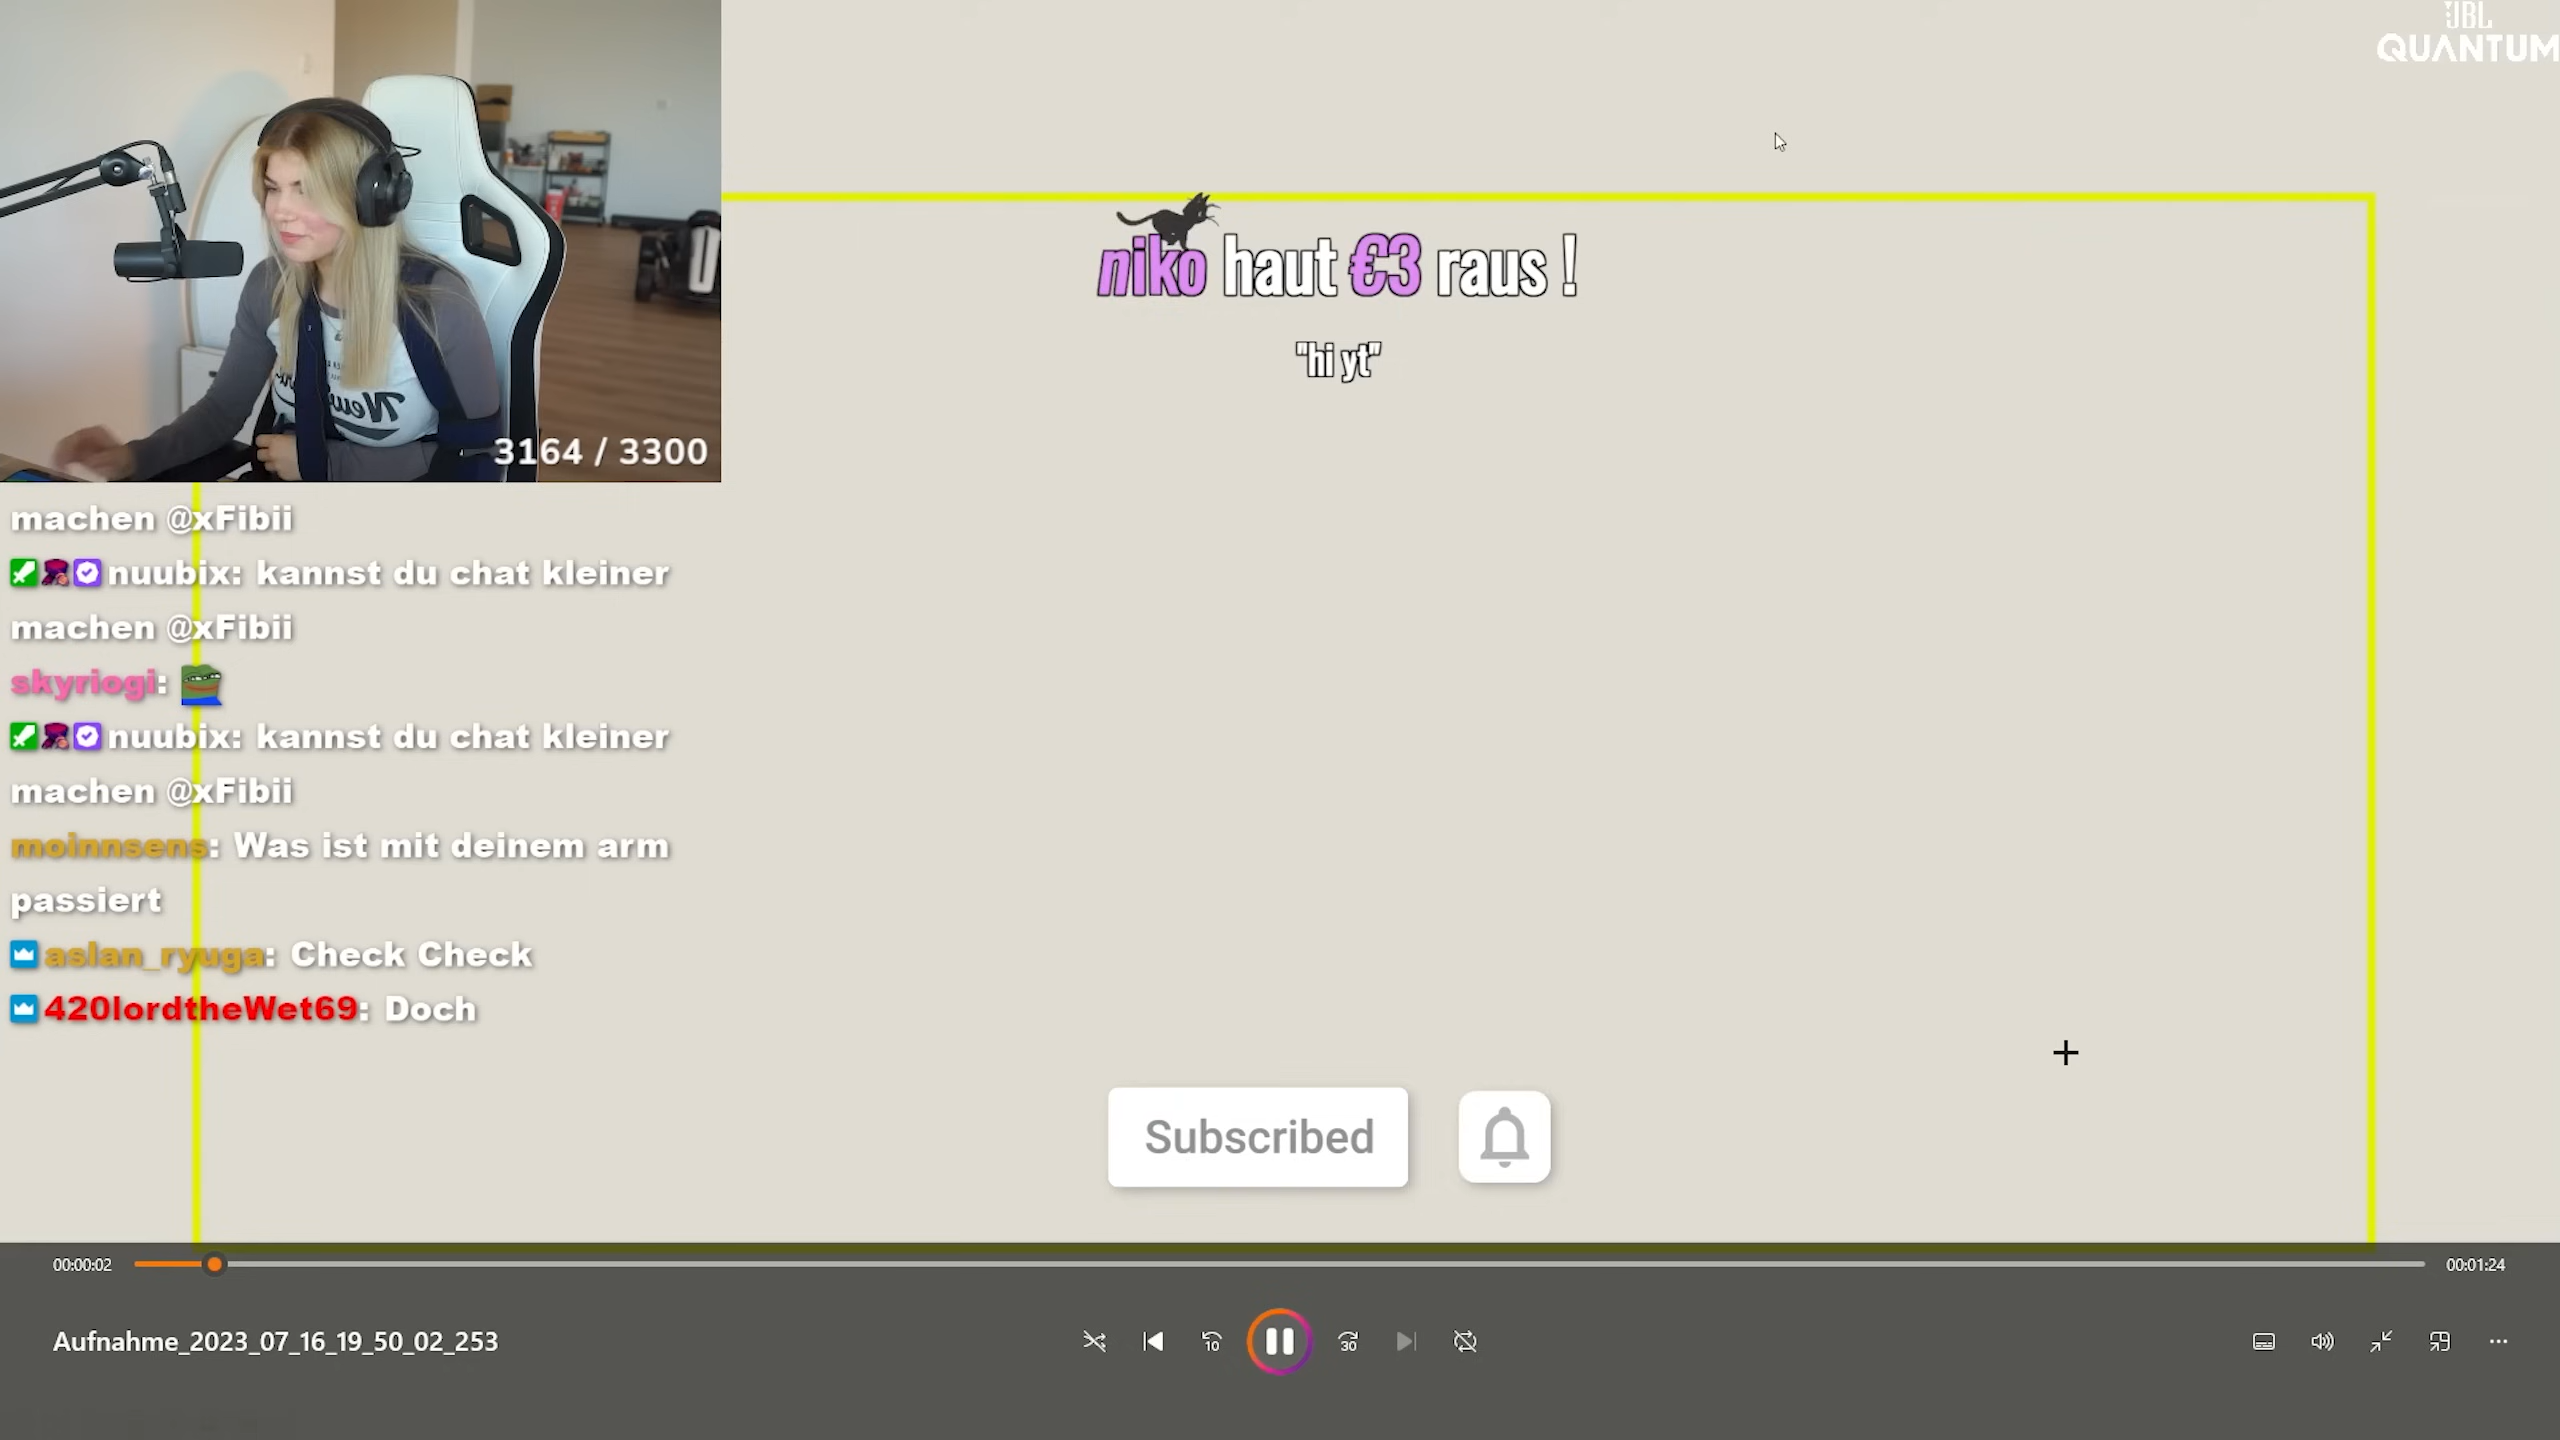 JBL
QUANTUM
niko haut €3 raus !
"hi yt"
3164 / 3300
machen @xFibii
nuubix: kannst du chat kleiner
machen @xFibii
skyriogi:
nuubix: kannst du chat kleiner
machen @xFibii
moinnsens: Was ist mit deinem arm
passiert
aslan_ryuga: Check Check
420lordtheWet69: Doch
Subscribed
00:00:02
00:01:24
Aufnahme_2023_07_16_19_50_02_253
10
30